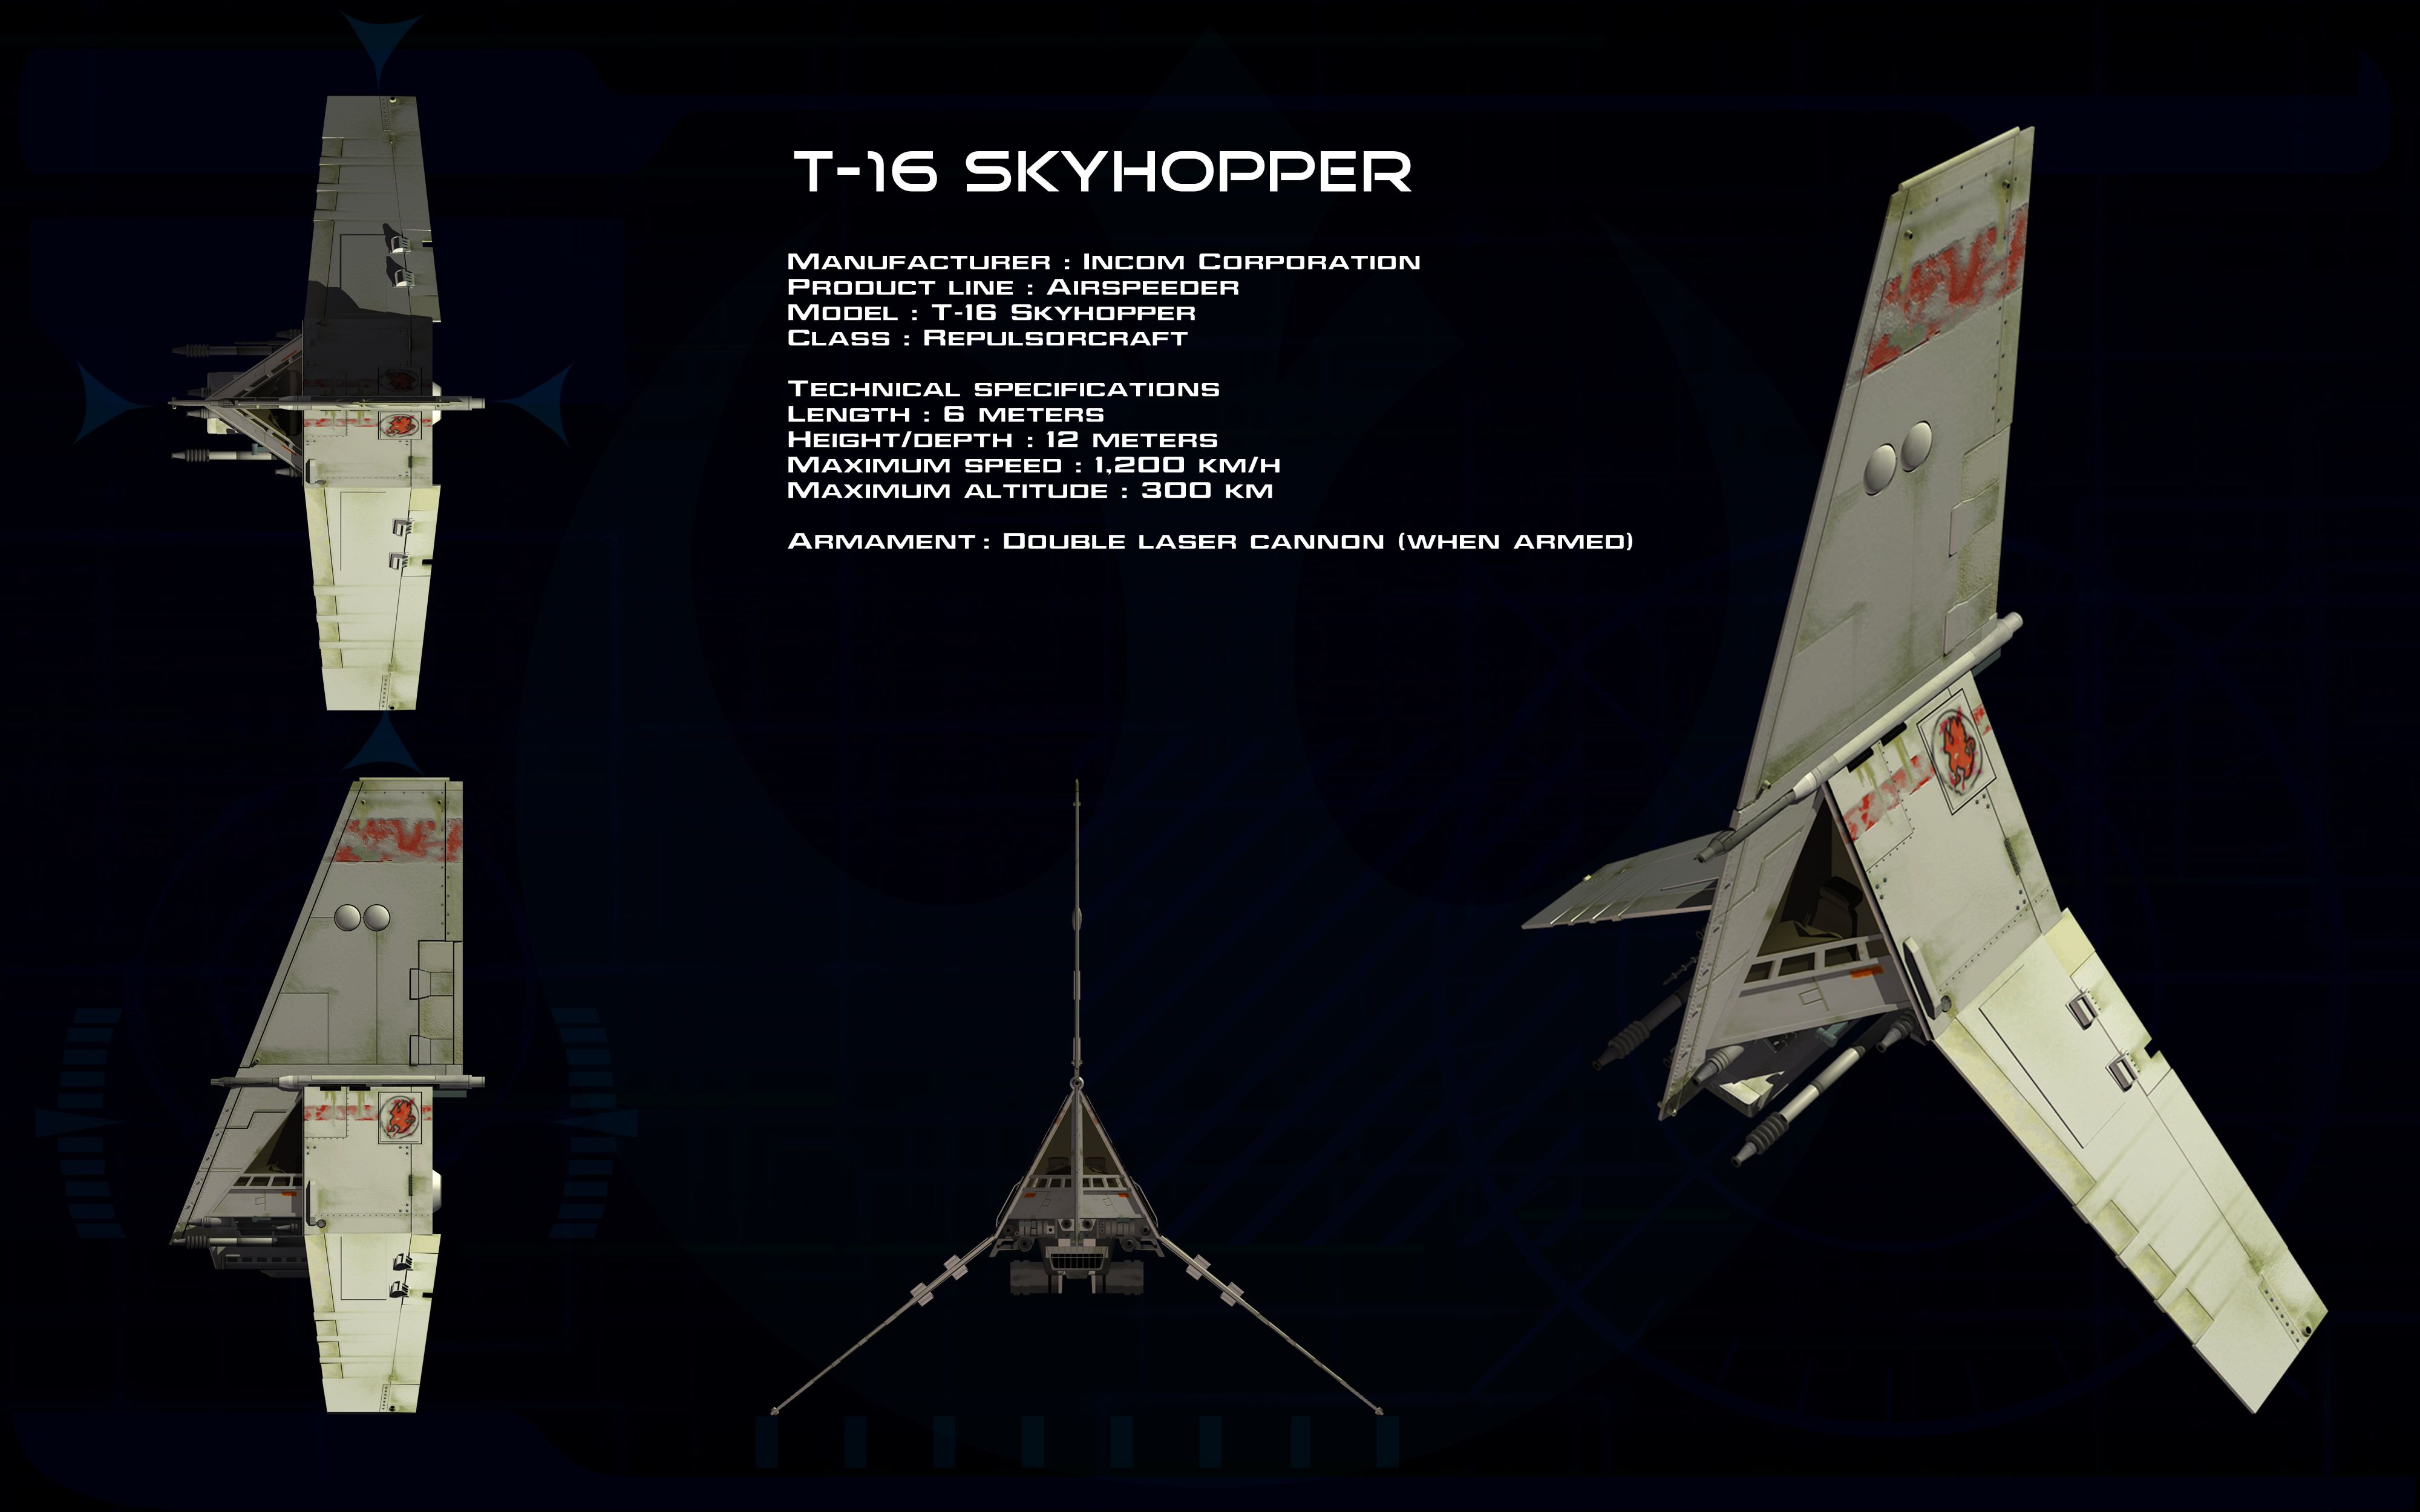 T-16 SKYHOPPER
MANUFACTURER : INCOM CORPORATION
PRODUCT LINE : AIRSPEEDER
MODEL : T-16 SKYHOPPER
CLASS : REPULSORCRAFT
TECHNICAL SPECIFICATIONS
LENGTH : 6 METERS
HEIGHT/DEPTH : 12 METERS
MAXIMUM SPEED : 1,200 KM/H
MAXIMUM ALTITUDE : 300 KM
ARMAMENT : DOUBLE LASER CANNON (WHEN ARMED)